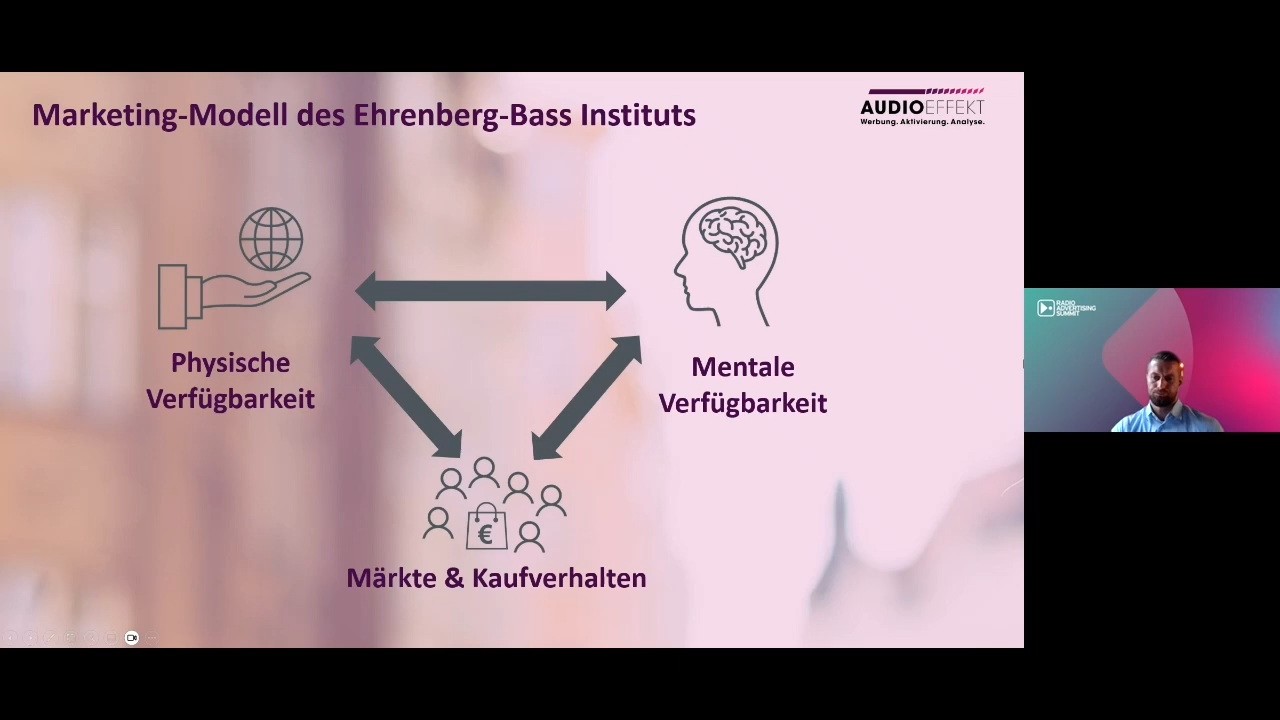 Marketing-Modell des Ehrenberg-Bass Instituts
AUDIOEFFEKT
Werbung. Aktivierung. Analyse.
Physische
Verfügbarkeit
Mentale
Verfügbarkeit
€
Märkte & Kaufverhalten
RADIO
ADVERTISING
SUMMIT